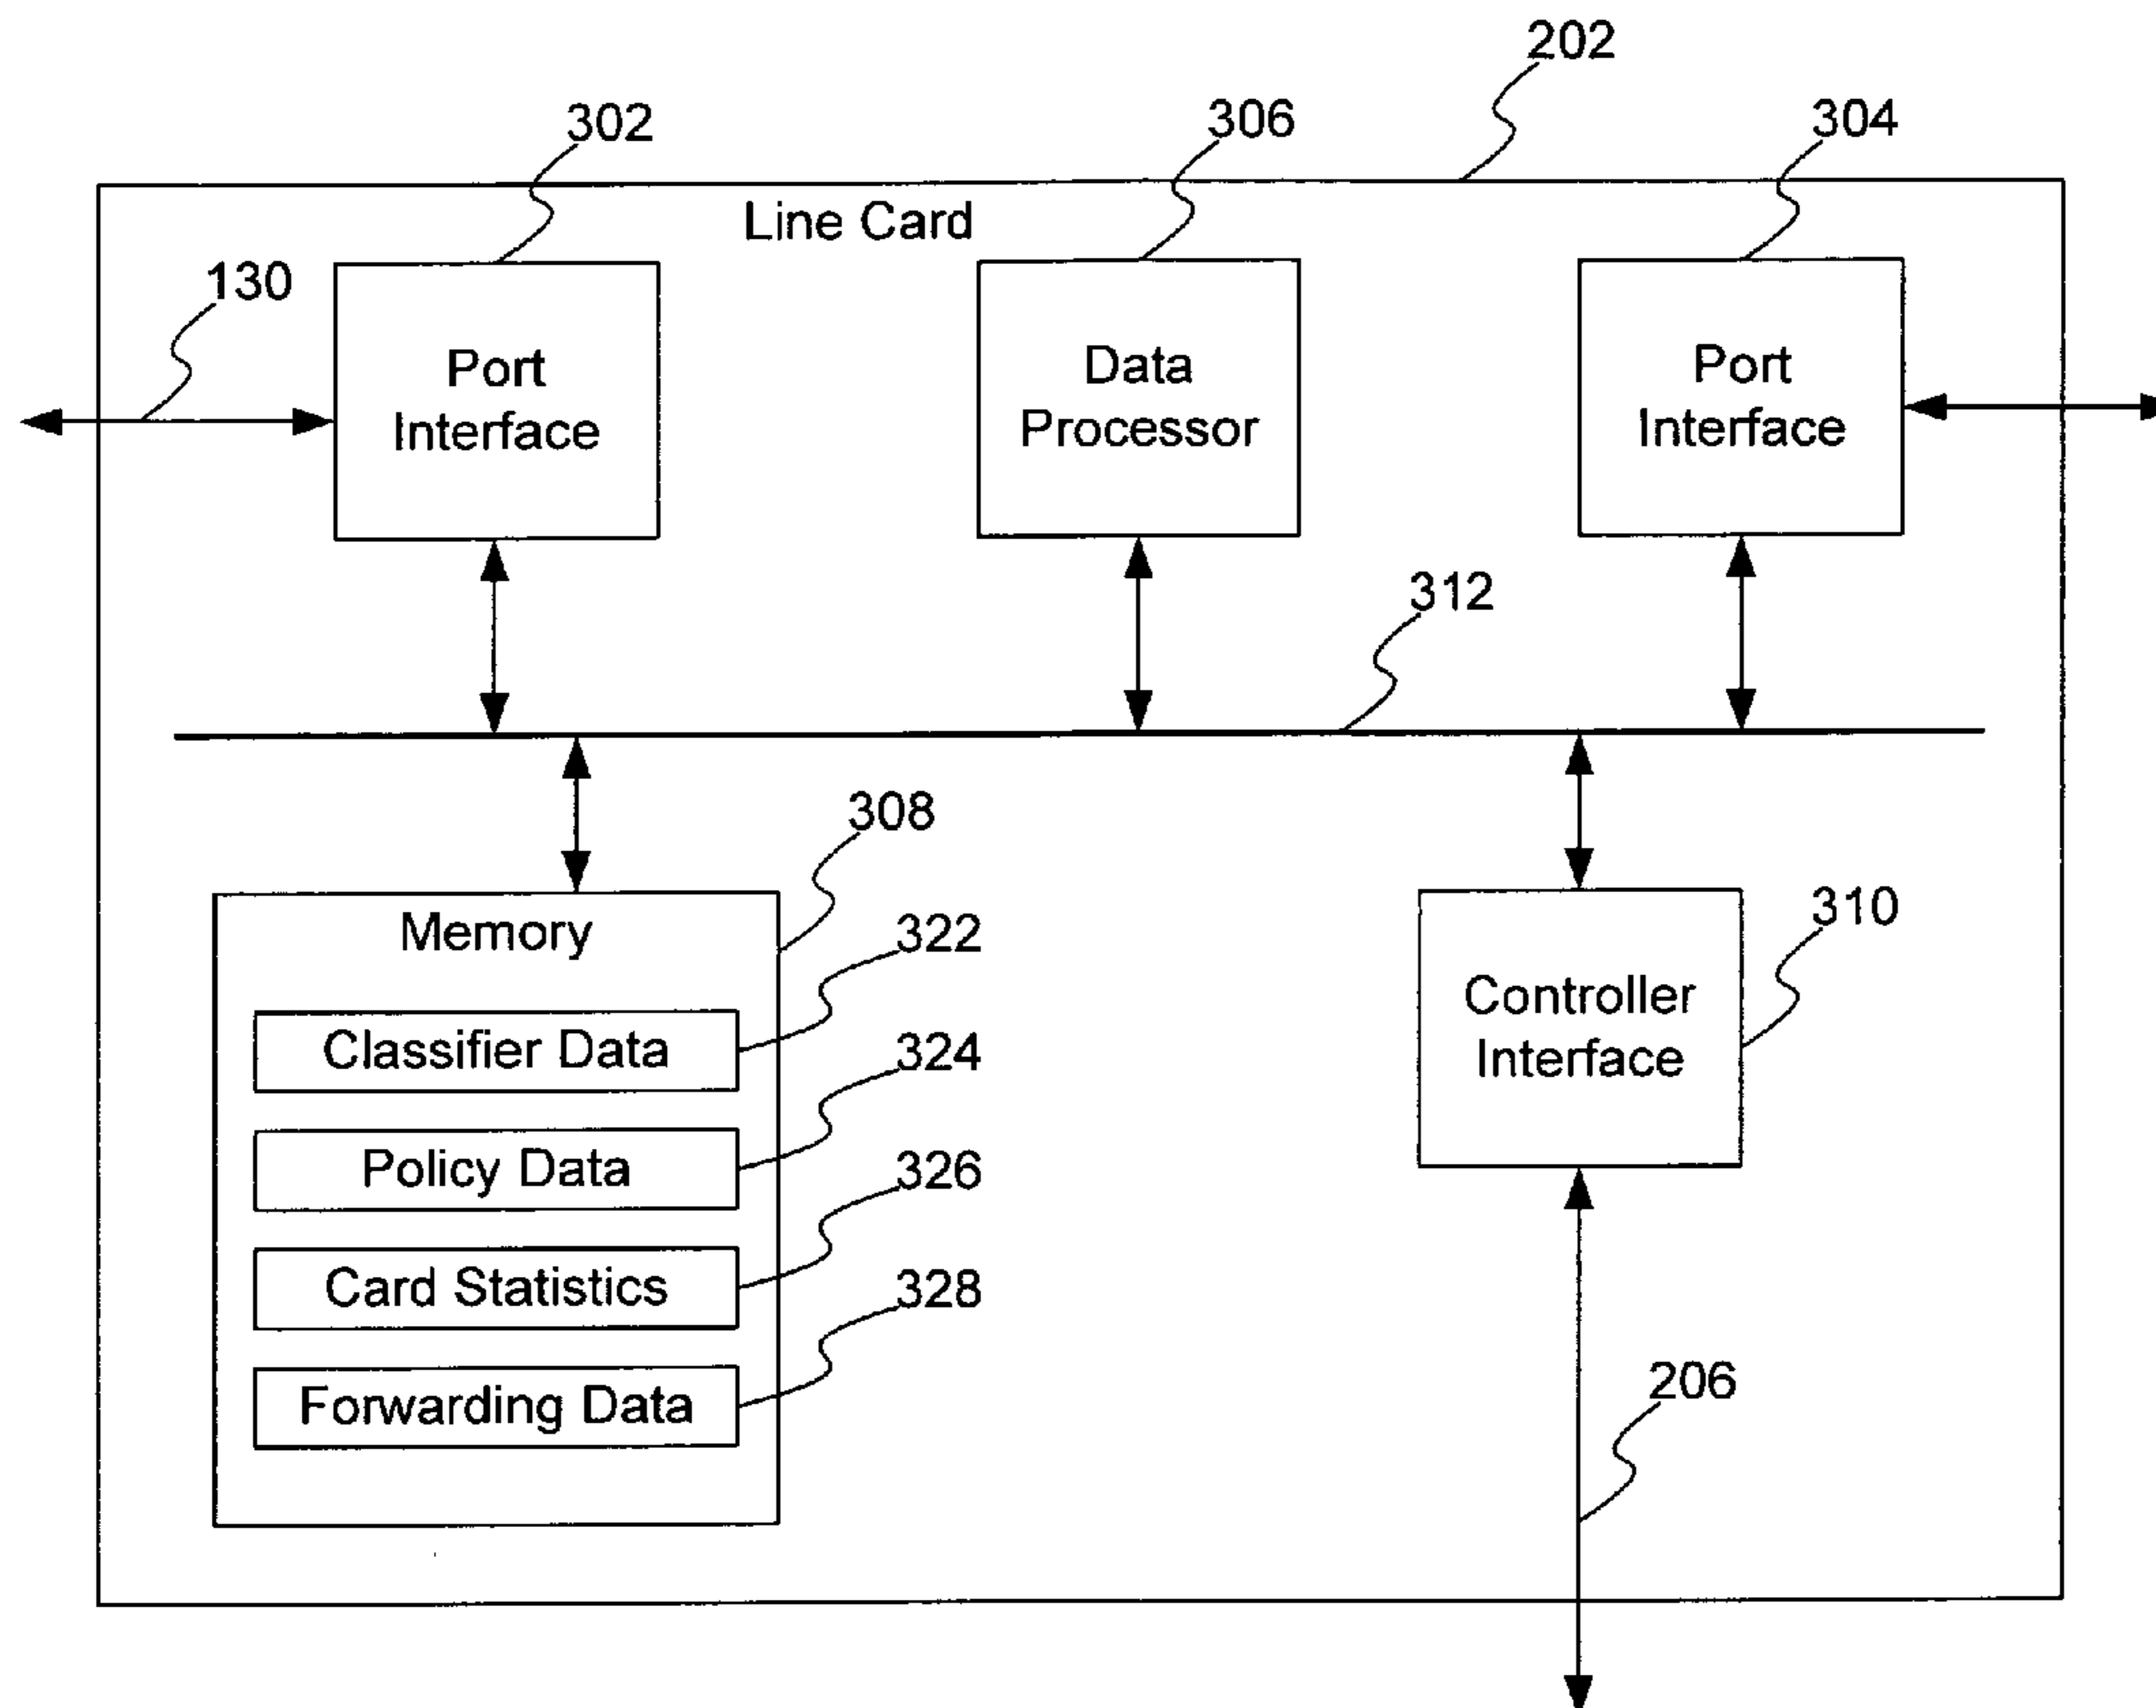 202
302
306
304
Line Card
130
Port
Interface
Data
Processor
Port
Interface
312
308
Memory
322
310
Classifier Data
Controller
Interface
324
Policy Data
326
Card Statistics
328
Forwarding Data
206